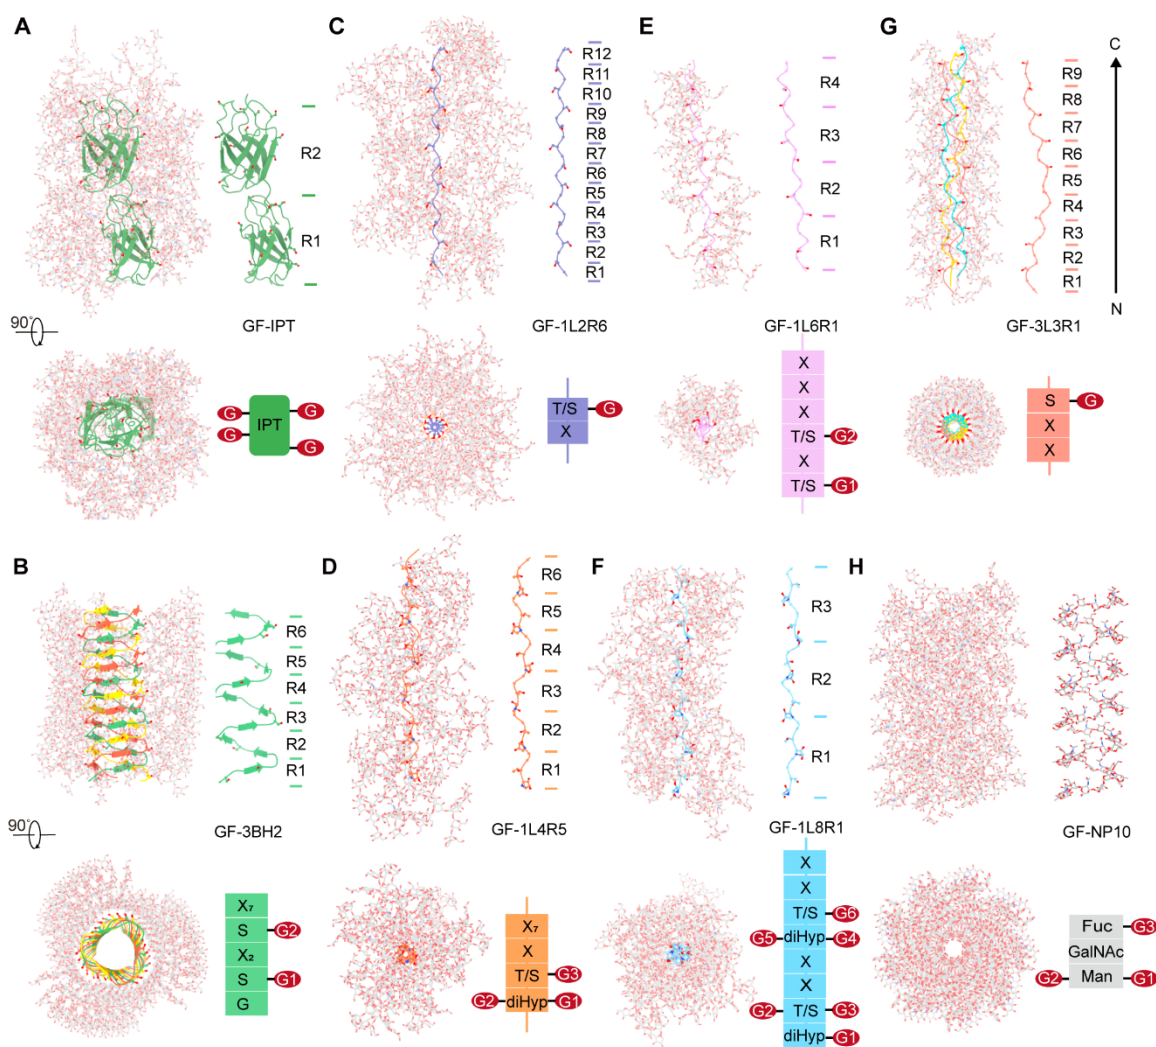 A
R2
R1
90°
GF-IPT
G
G
IPT
G
G
C
R12
R11
R10
R9
R8
R7
R6
R5
R4
R3
R2
R1
GF-1L2R6
T/S
G
X
E
R4
R3
R2
R1
GF-1L6R1
X
X
X
T/S
G2
X
T/S
G1
G
R9
R8
R7
R6
R5
R4
R3
R2
R1
C
N
GF-3L3R1
S
G
X
X
B
R6
R5
R4
R3
R2
R1
90°
GF-3BH2
X₇
S
G2
X₂
S
G1
G
D
R6
R5
R4
R3
R2
R1
GF-1L4R5
X₇
X
T/S
G3
G2
diHyp
G1
F
R3
R2
R1
GF-1L8R1
X
X
T/S
G6
G5
diHyp
G4
X
X
G2
T/S
G3
diHyp
G1
H
GF-NP10
Fuc
G3
GalNAc
G2
Man
G1